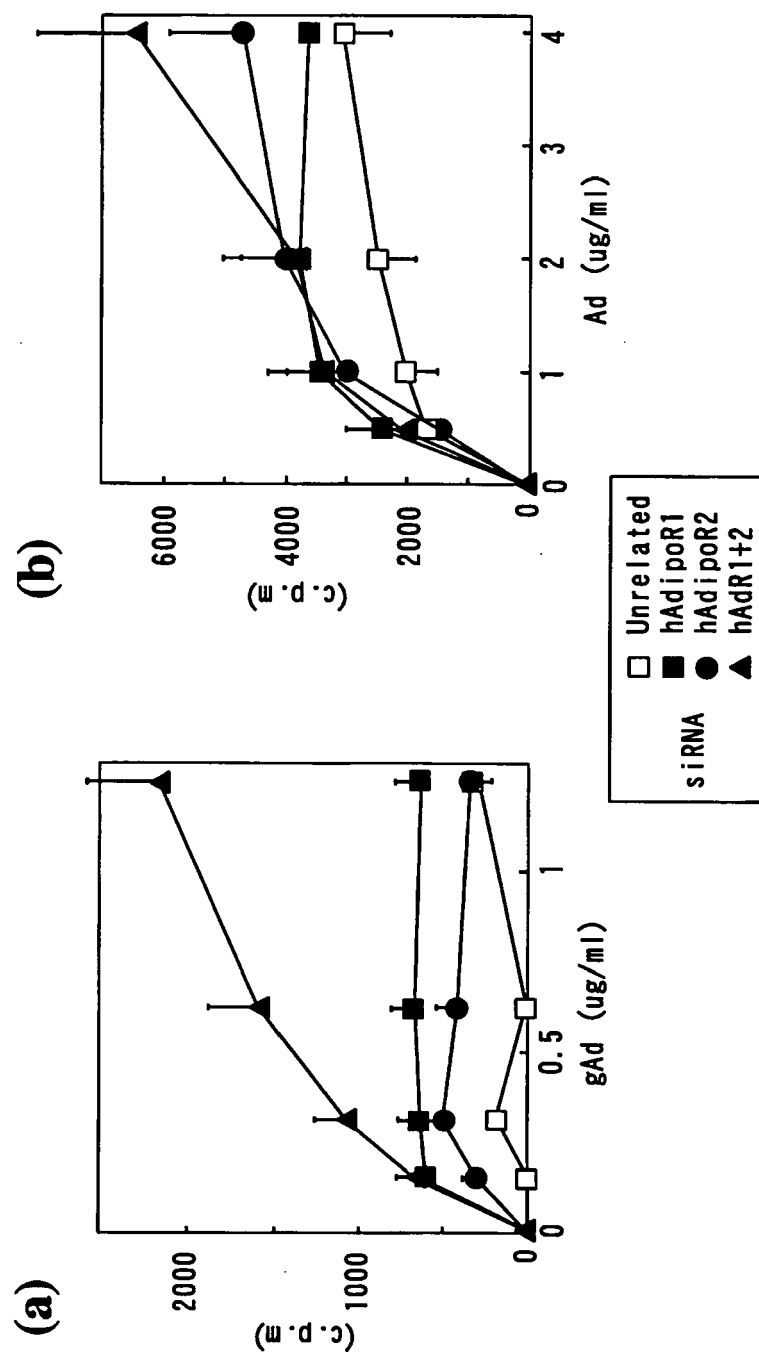 (a)
(c.p.m)
2000
1000
0
0
0.5
1
gAd (ug/ml)
(b)
(c.p.m)
6000
4000
2000
0
0
1
2
3
4
Ad (ug/ml)
siRNA
Unrelated
hAdipoR1
hAdipoR2
hAdR1+2